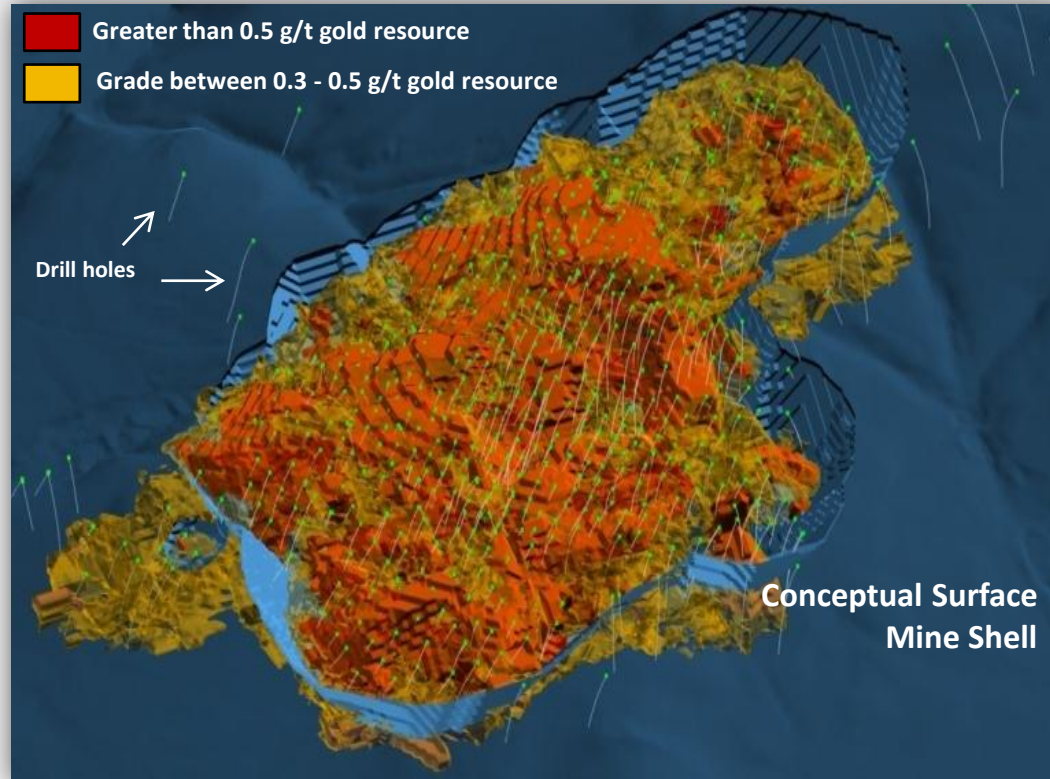 Greater than 0.5 g/t gold resource
Grade between 0.3 - 0.5 g/t gold resource
Drill holes
Conceptual Surface
Mine Shell